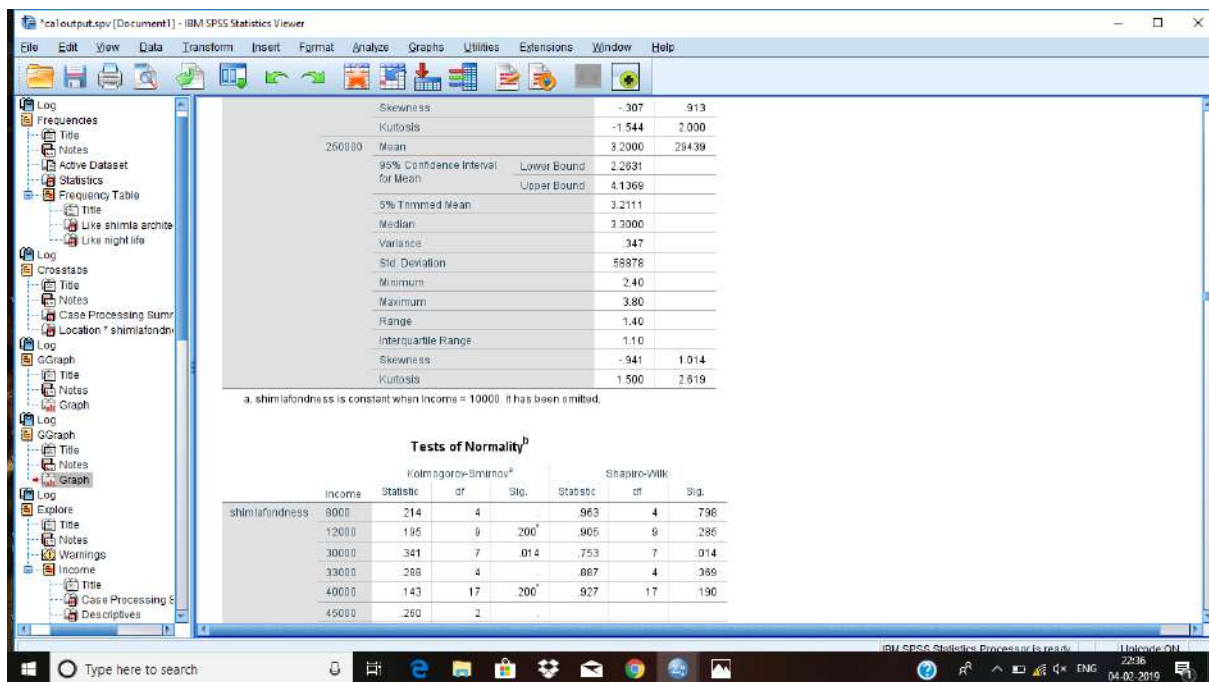 *ca1output.spv [Document1] - IBM SPSS Statistics Viewer
File Edit View Data Transform Insert Format Analyze Graphs Utilities Extensions Window Help
Log
Frequencies
Title
Notes
Active Dataset
Statistics
Frequency Table
Title
Like shimla archite
Like night life
Log
Crosstabs
Title
Notes
Case Processing Summ
Location * shimlafondn
Log
GGraph
Title
Notes
Graph
Log
GGraph
Title
Notes
Graph
Log
Explore
Title
Notes
Warnings
Income
Title
Case Processing S
Descriptives
Skewness -.307 .913
Kurtosis -1.544 2.000
250000 Mean 3.2000 .29439
95% Confidence Interval for Mean Lower Bound 2.2631
Upper Bound 4.1369
5% Trimmed Mean 3.2111
Median 3.3000
Variance .347
Std. Deviation .58878
Minimum 2.40
Maximum 3.80
Range 1.40
Interquartile Range 1.10
Skewness -.941 1.014
Kurtosis 1.500 2.619
a. shimlafondness is constant when Income = 10000. It has been omitted.
Tests of Normality b
Kolmogorov-Smirnov a Shapiro-Wilk
Income Statistic df Sig. Statistic df Sig.
shimlafondness 8000 .214 4 . .963 4 .798
12000 .195 9 .200* .905 9 .285
30000 .341 7 .014 .753 7 .014
33000 .288 4 . .887 4 .369
40000 .143 17 .200* .927 17 .190
45000 .260 2 .
IBM SPSS Statistics Processor is ready Unicode:ON
Type here to search
ENG
22:36
04-02-2019